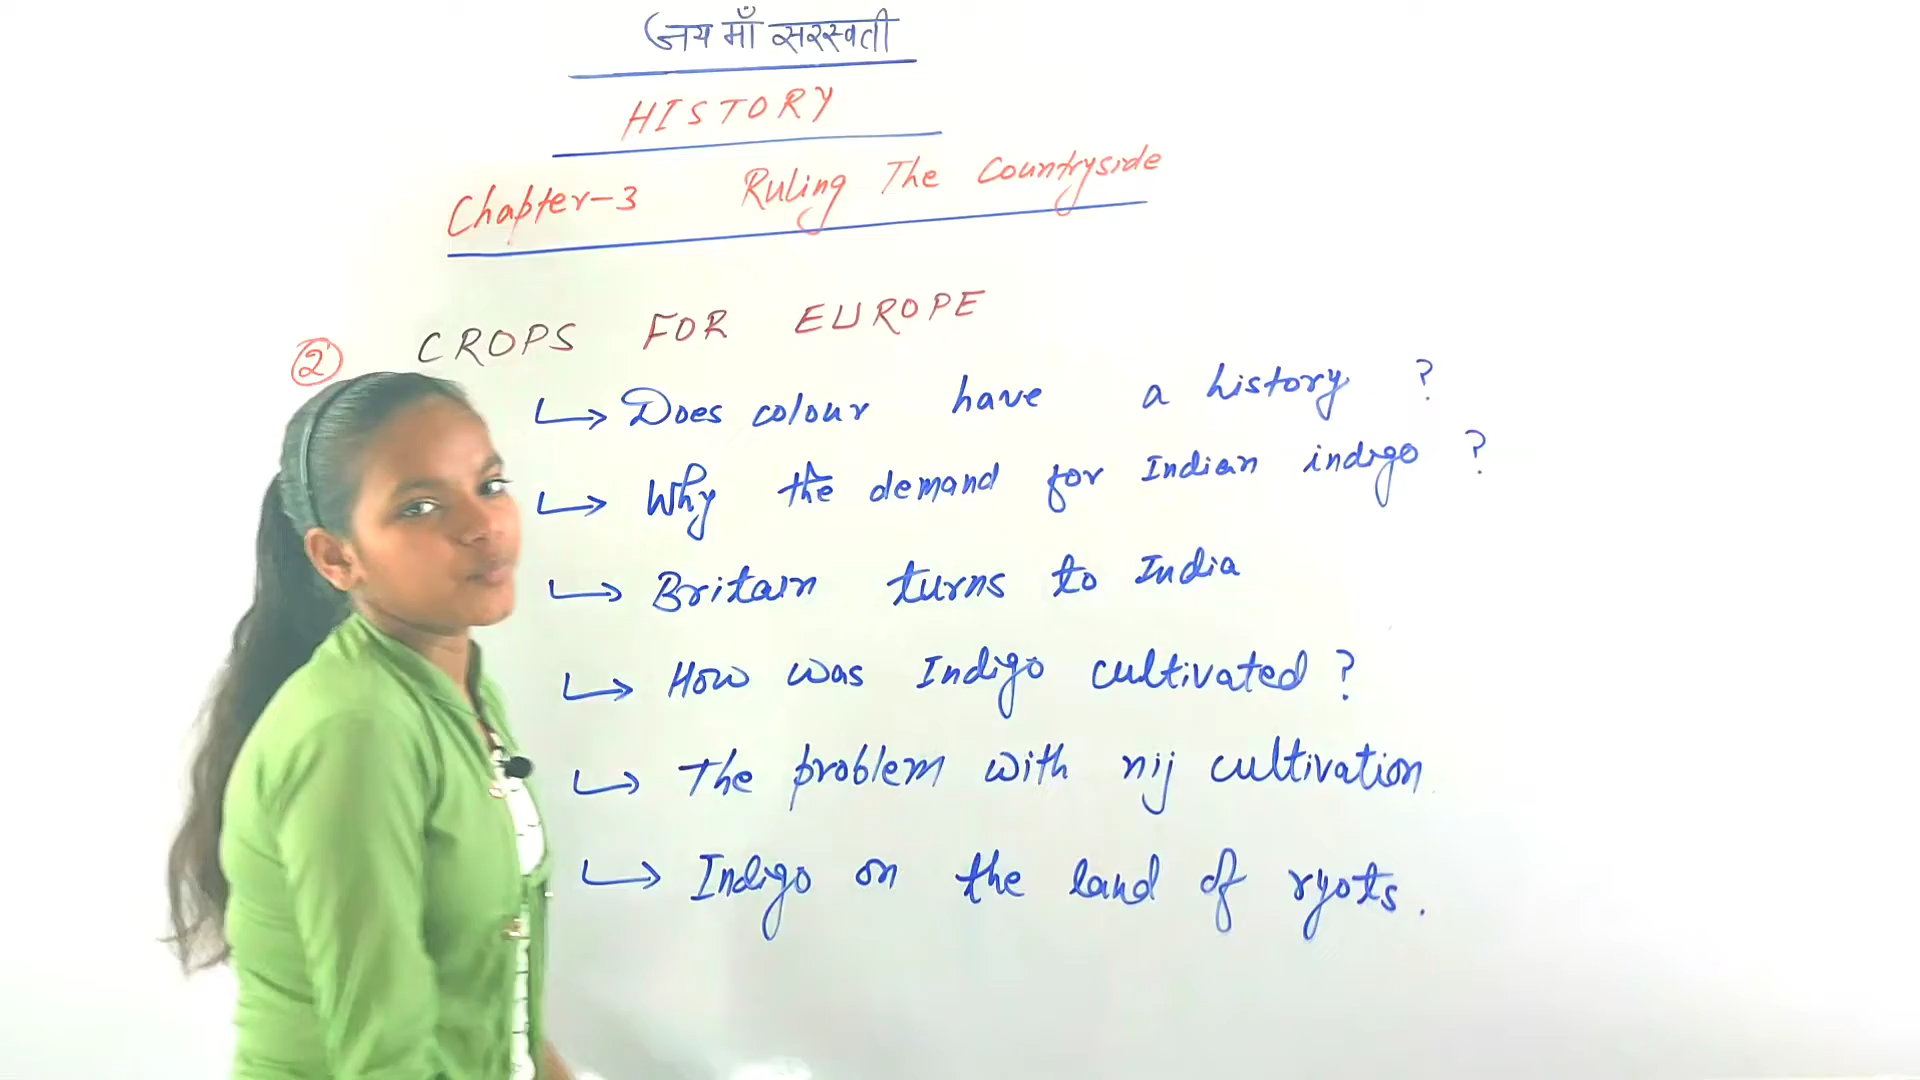 जय माँ सरस्वती
HISTORY
Chapter-3 Ruling The Countryside
② CROPS FOR EUROPE
↳ Does colour have a history ?
↳ Why the demand for Indian indigo ?
↳ Britain turns to India
↳ How was Indigo cultivated ?
↳ The problem with nij cultivation
↳ Indigo on the land of ryots.